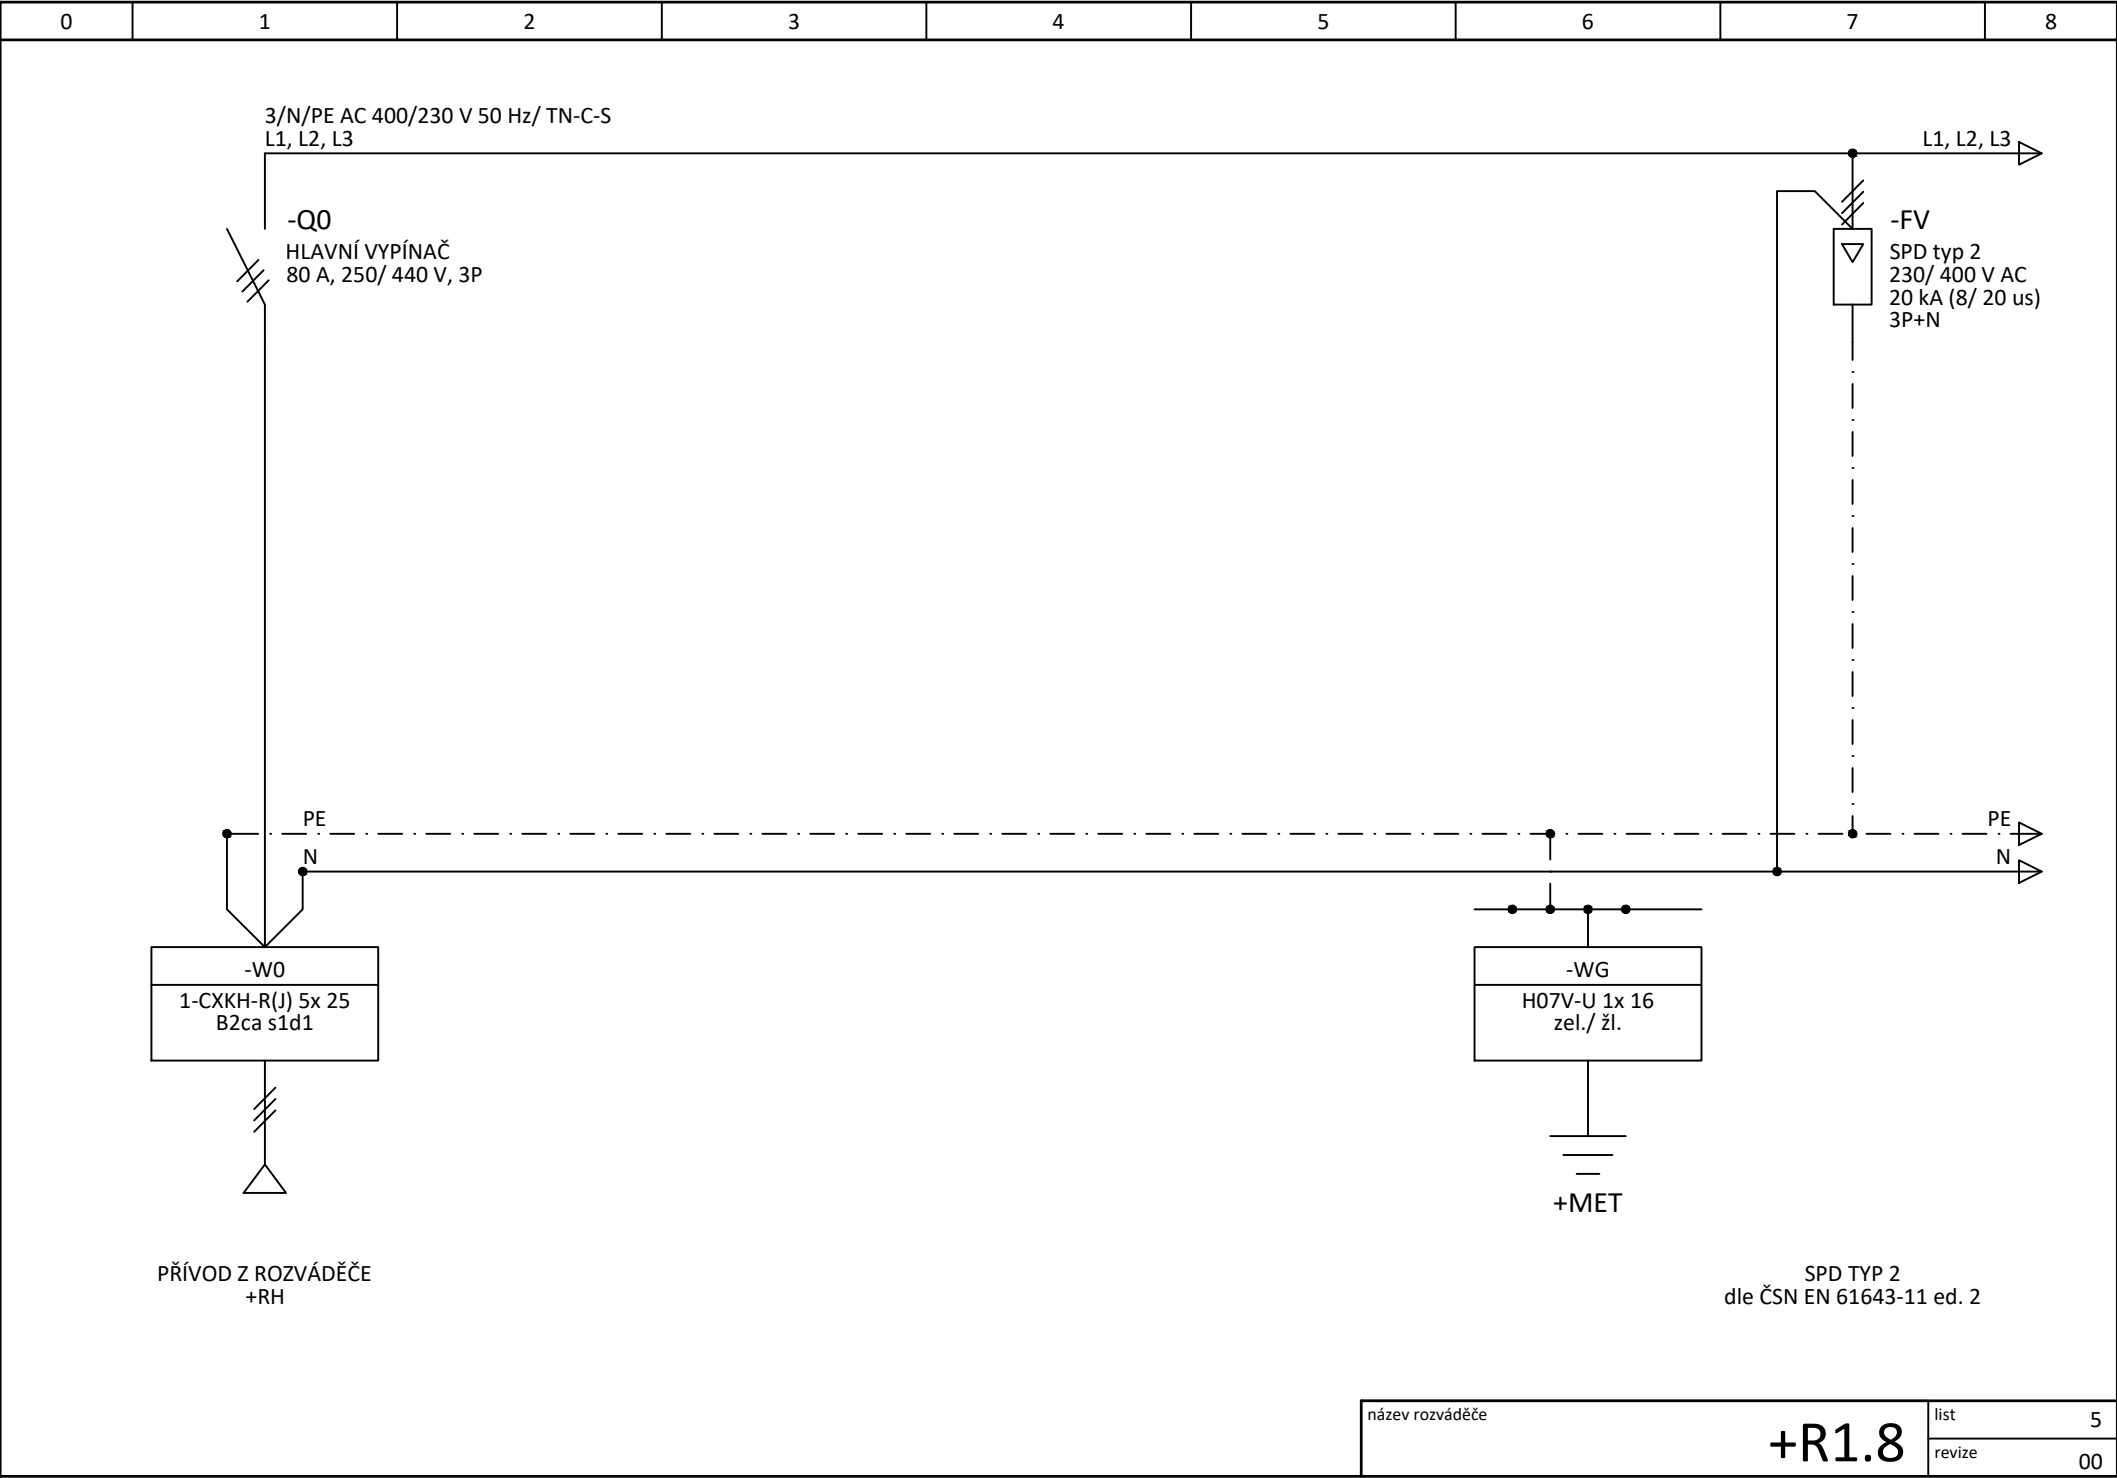 0 1 2 3 4 5 6 7 8
3/N/PE AC 400/230 V 50 Hz/ TN-C-S
L1, L2, L3
L1, L2, L3
-Q0
HLAVNÍ VYPÍNAČ
80 A, 250/ 440 V, 3P
-FV
SPD typ 2
230/ 400 V AC
20 kA (8/ 20 us)
3P+N
PE
PE
N
N
-W0
1-CXKH-R(J) 5x 25
B2ca s1d1
-WG
H07V-U 1x 16
zel./ žl.
+MET
PŘÍVOD Z ROZVÁDĚČE
+RH
SPD TYP 2
dle ČSN EN 61643-11 ed. 2
název rozváděče
+R1.8
list 5
revize 00